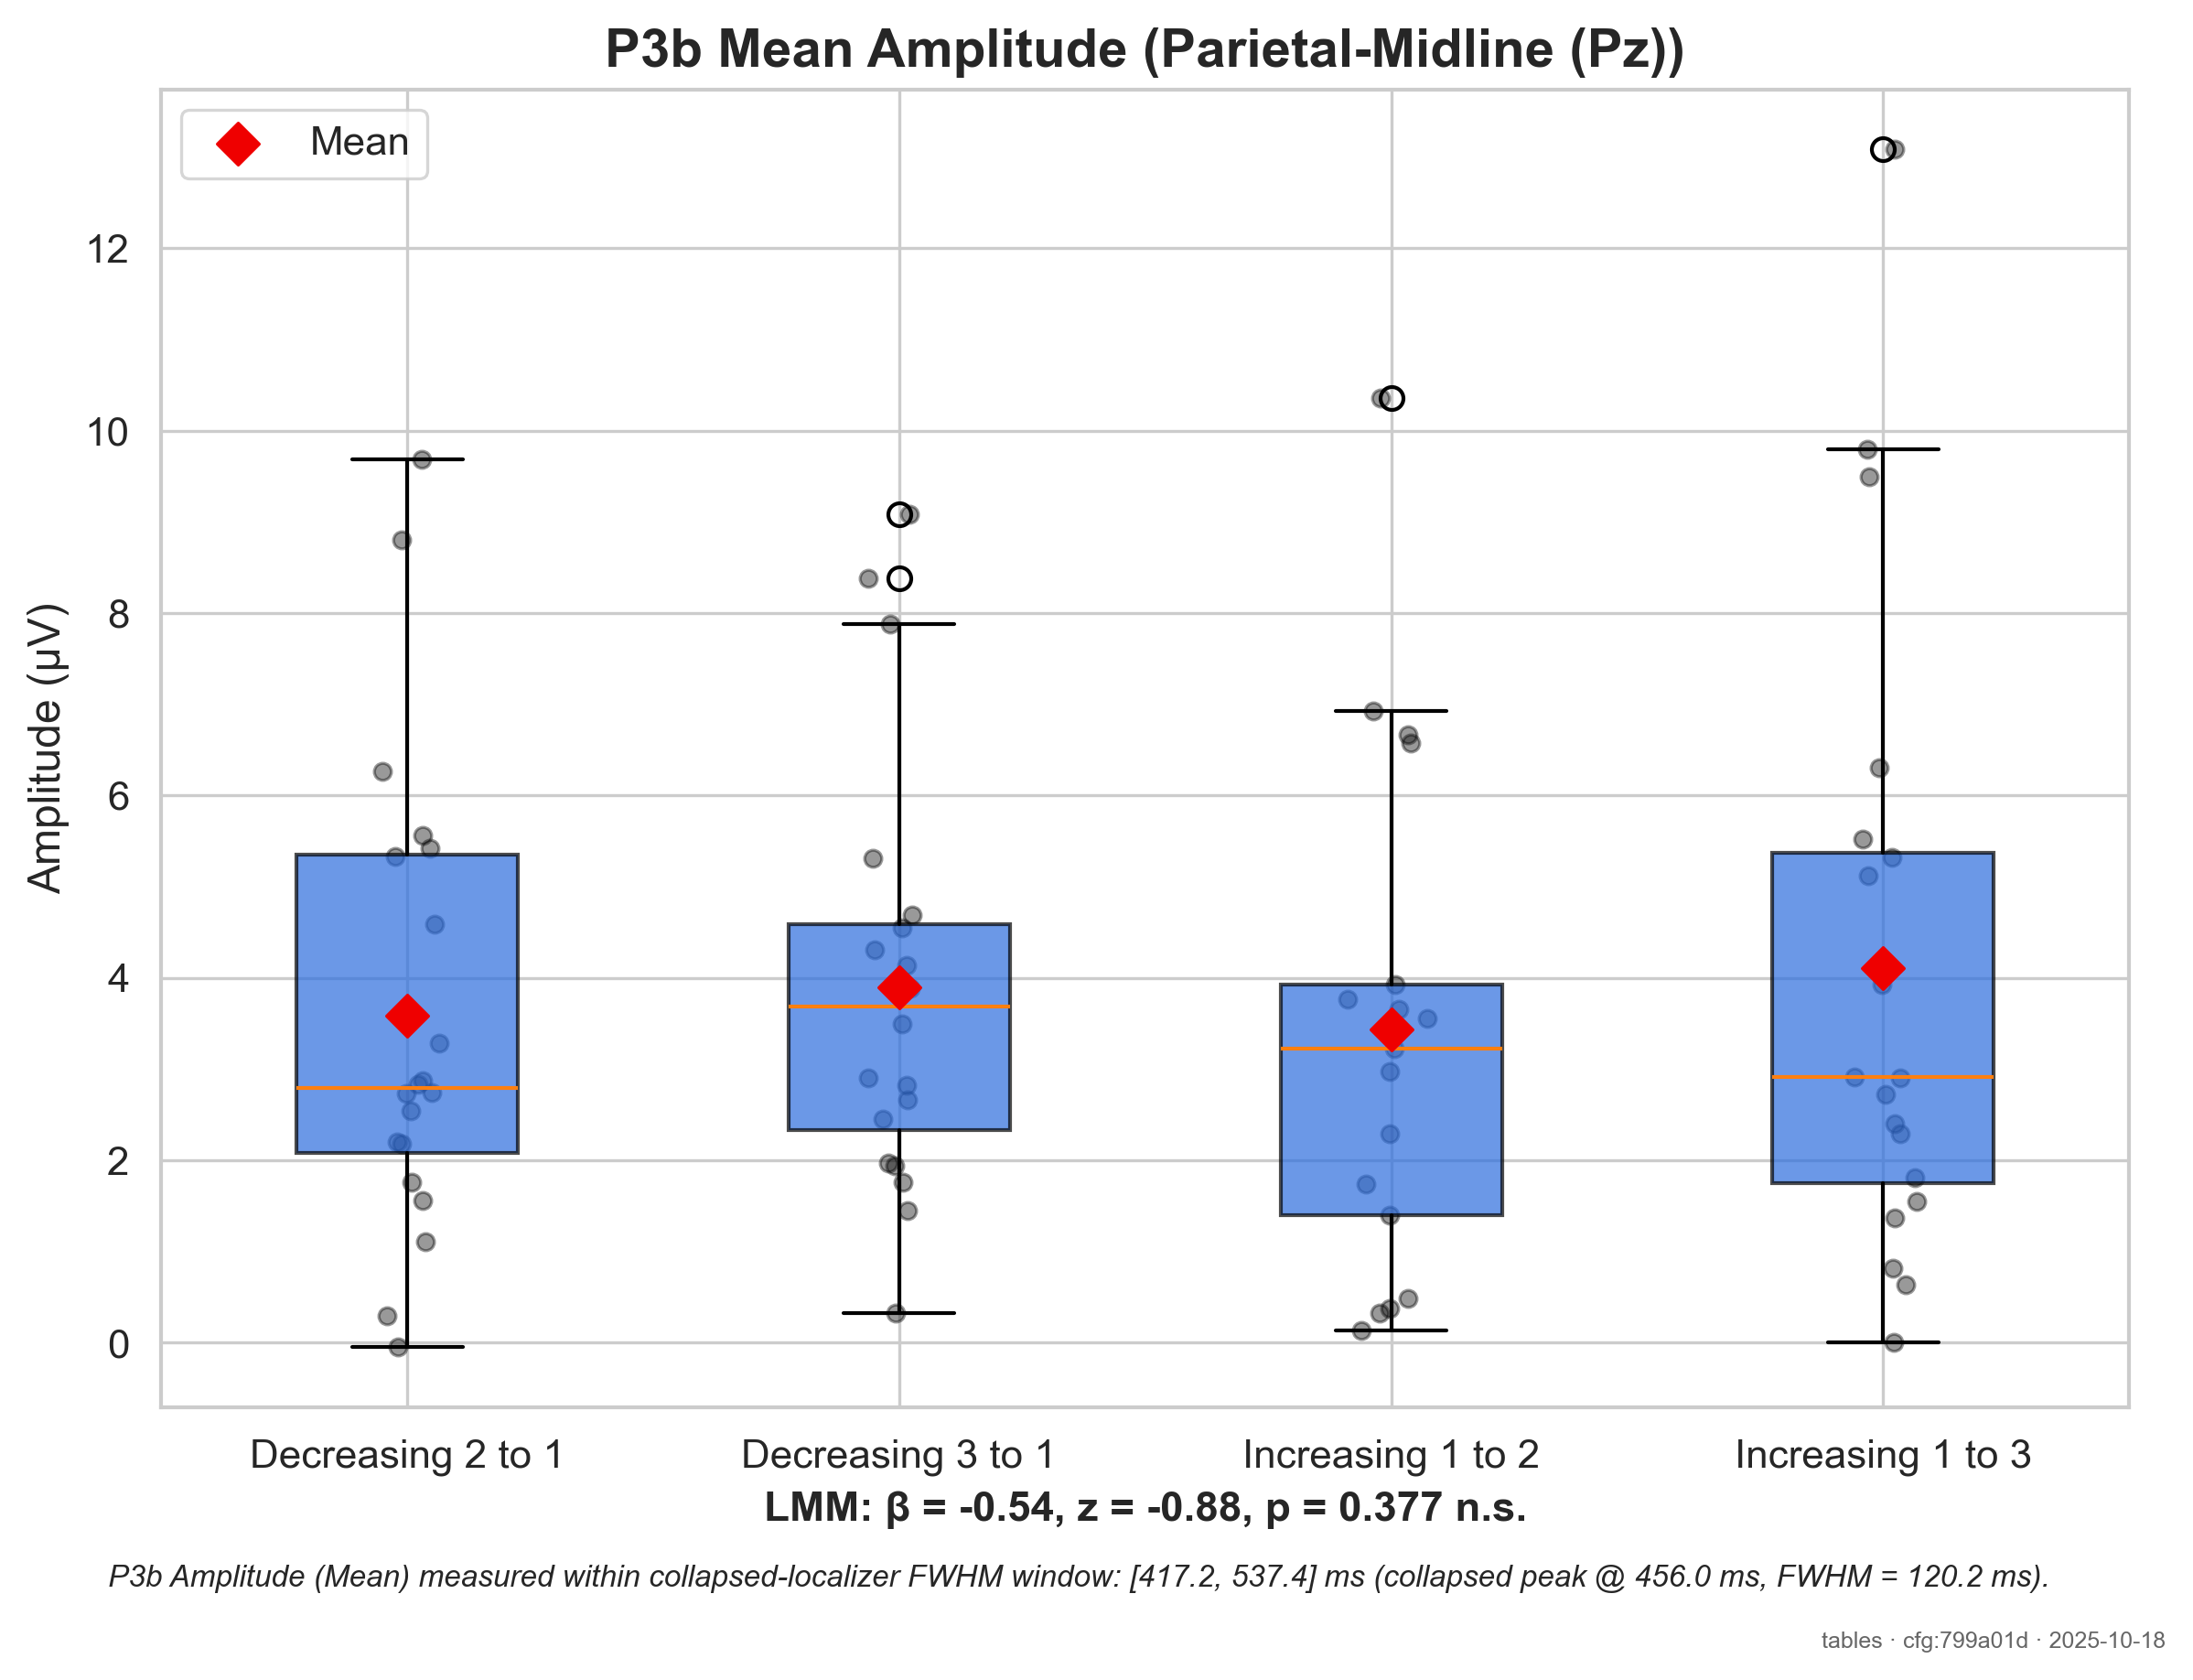 P3b Mean Amplitude (Parietal-Midline (Pz))
Mean
Amplitude (µV)
12
10
8
6
4
2
0
Decreasing 2 to 1
Decreasing 3 to 1
Increasing 1 to 2
Increasing 1 to 3
LMM: β = -0.54, z = -0.88, p = 0.377 n.s.
P3b Amplitude (Mean) measured within collapsed-localizer FWHM window: [417.2, 537.4] ms (collapsed peak @ 456.0 ms, FWHM = 120.2 ms).
tables · cfg:799a01d · 2025-10-18